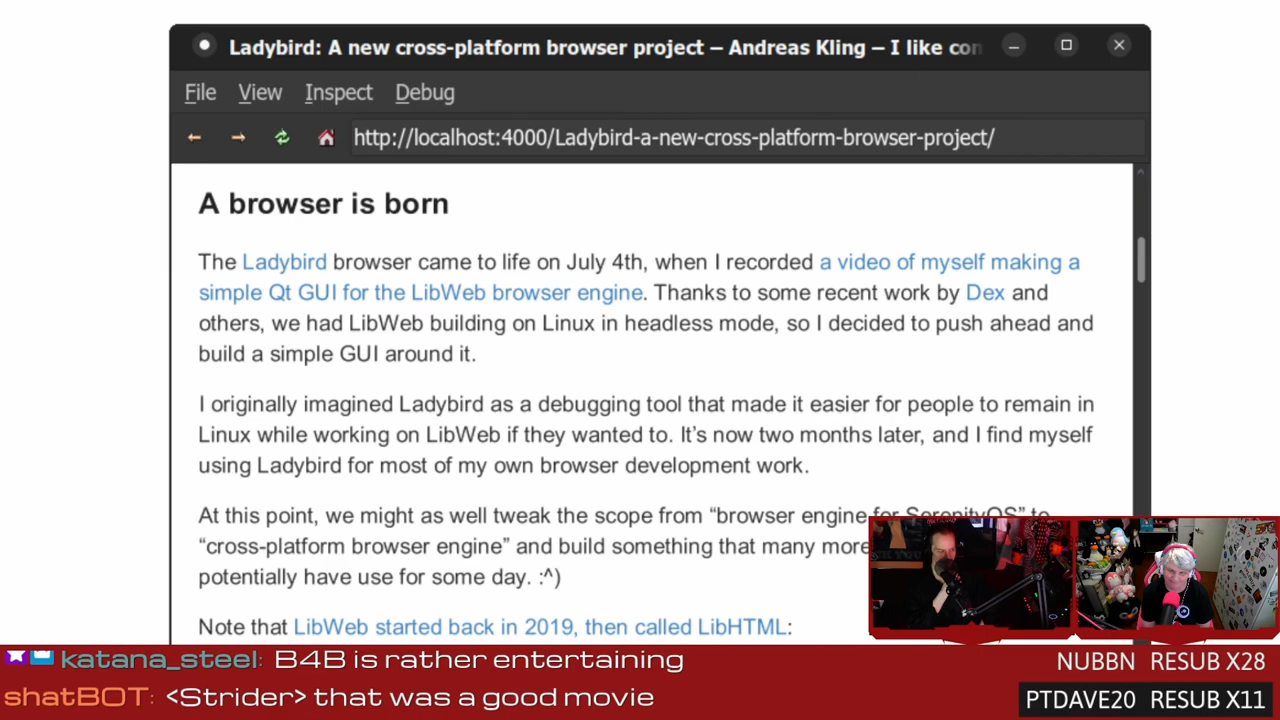 Ladybird: A new cross-platform browser project – Andreas Kling – I like con
File View Inspect Debug
http://localhost:4000/Ladybird-a-new-cross-platform-browser-project/
A browser is born
The Ladybird browser came to life on July 4th, when I recorded a video of myself making a
simple Qt GUI for the LibWeb browser engine. Thanks to some recent work by Dex and
others, we had LibWeb building on Linux in headless mode, so I decided to push ahead and
build a simple GUI around it.
I originally imagined Ladybird as a debugging tool that made it easier for people to remain in
Linux while working on LibWeb if they wanted to. It’s now two months later, and I find myself
using Ladybird for most of my own browser development work.
At this point, we might as well tweak the scope from “browser engine for SerenityOS” to
“cross-platform browser engine” and build something that many more
potentially have use for some day. :^)
Note that LibWeb started back in 2019, then called LibHTML:
katana_steel: B4B is rather entertaining
NUBBN RESUB X28
shatBOT: <Strider> that was a good movie
PTDAVE20 RESUB X11